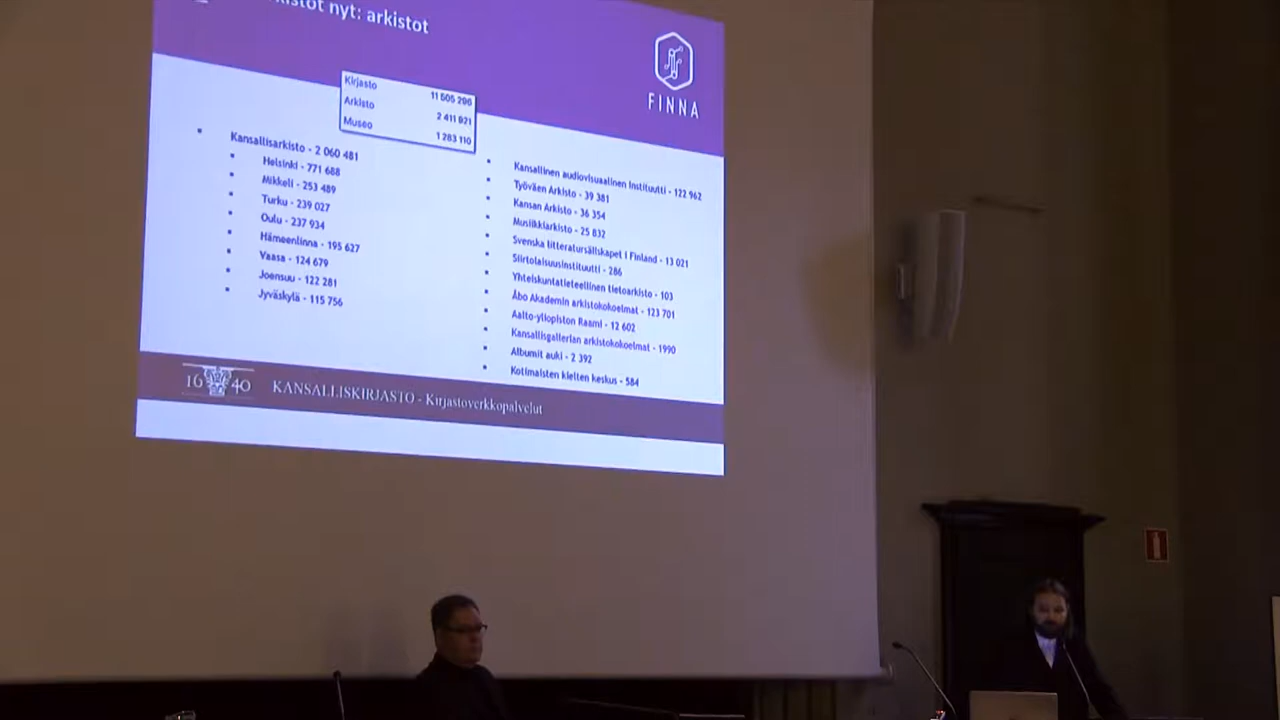 nyt: arkistot
FINNA
Kirjasto 11 505 296
Arkisto 2 411 921
Museo 1 283 110
Kansallisarkisto - 2 060 481
Helsinki - 771 688
Mikkeli - 253 489
Turku - 239 027
Oulu - 237 934
Hämeenlinna - 195 627
Vaasa - 124 679
Joensuu - 122 281
Jyväskylä - 115 756
Kansallinen audiovisuaalinen Instituutti - 122 962
Työväen Arkisto - 39 381
Kansan Arkisto - 36 354
Musiikkiarkisto - 25 832
Svenska litteratursällskapet i Finland - 13 021
Siirtolaisuusinstituutti - 286
Yhteiskuntatieteellinen tietoarkisto - 103
Åbo Akademin arkistokokoelmat - 123 701
Aalto-yliopiston Raami - 12 602
Kansallisgallerian arkistokokoelmat - 1990
Albumit auki - 2 392
Kotimaisten kielten keskus - 584
1640 KANSALLISKIRJASTO - Kirjastoverkkopalvelut